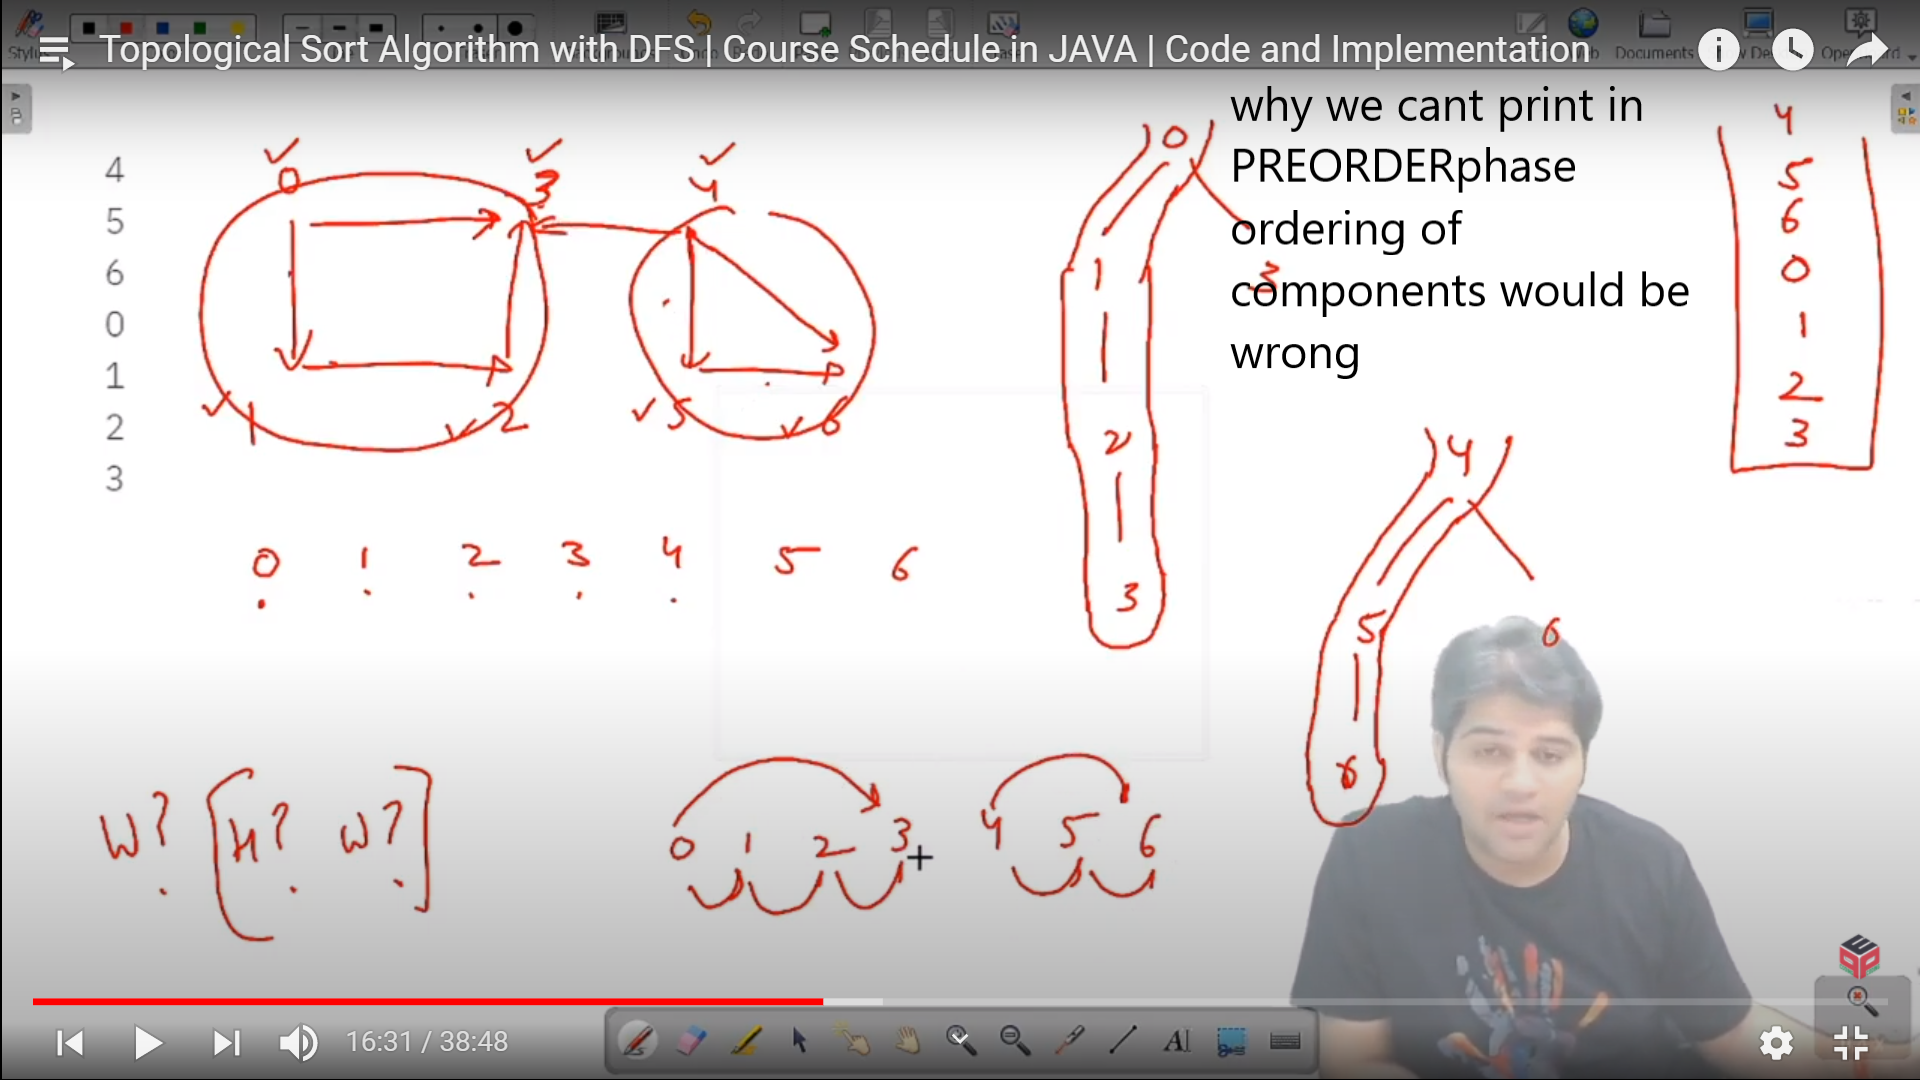 Topological Sort Algorithm with DFS | Course Schedule in JAVA | Code and Implementation
Documents
why we cant print in
PREORDERphase
ordering of
components would be
wrong
4
5
6
0
1
2
3
0 3 4
1 2 5 6
0 1 2 3 4 5 6
0
1 3
2
3
4
5 6
6
4
5
6
0
1
2
3
W? [H? W?]
0 1 2 3 4 5 6
16:31 / 38:48